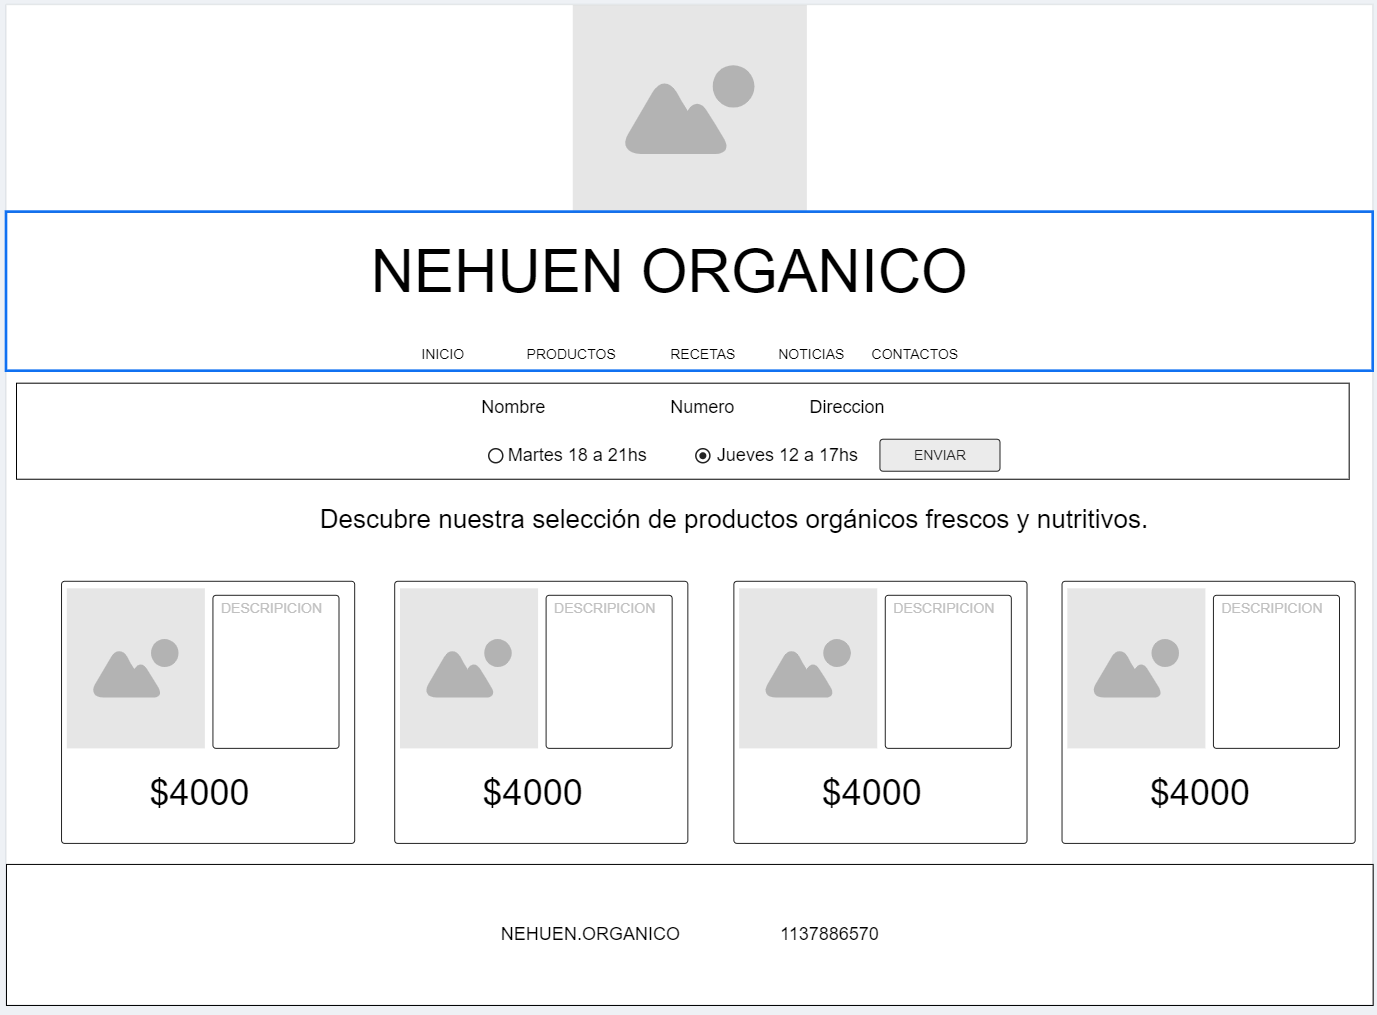 NEHUEN ORGANICO
INICIO PRODUCTOS RECETAS NOTICIAS CONTACTOS
Nombre Numero Direccion
Martes 18 a 21hs Jueves 12 a 17hs ENVIAR
Descubre nuestra selección de productos orgánicos frescos y nutritivos.
DESCRIPICION DESCRIPICION DESCRIPICION DESCRIPICION
$4000 $4000 $4000 $4000
NEHUEN.ORGANICO 1137886570